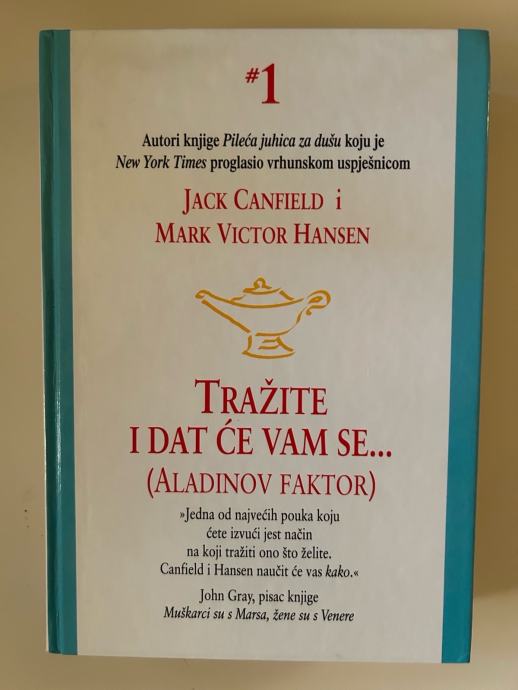 #1
Autori knjige Pileća juhica za dušu koju je
New York Times proglasio vrhunskom uspješnicom
JACK CANFIELD i
MARK VICTOR HANSEN
TRAŽITE
I DAT ĆE VAM SE...
(ALADINOV FAKTOR)
»Jedna od najvećih pouka koju
ćete izvući jest način
na koji tražiti ono što želite.
Canfield i Hansen naučit će vas kako.«
John Gray, pisac knjige
Muškarci su s Marsa, žene su s Venere